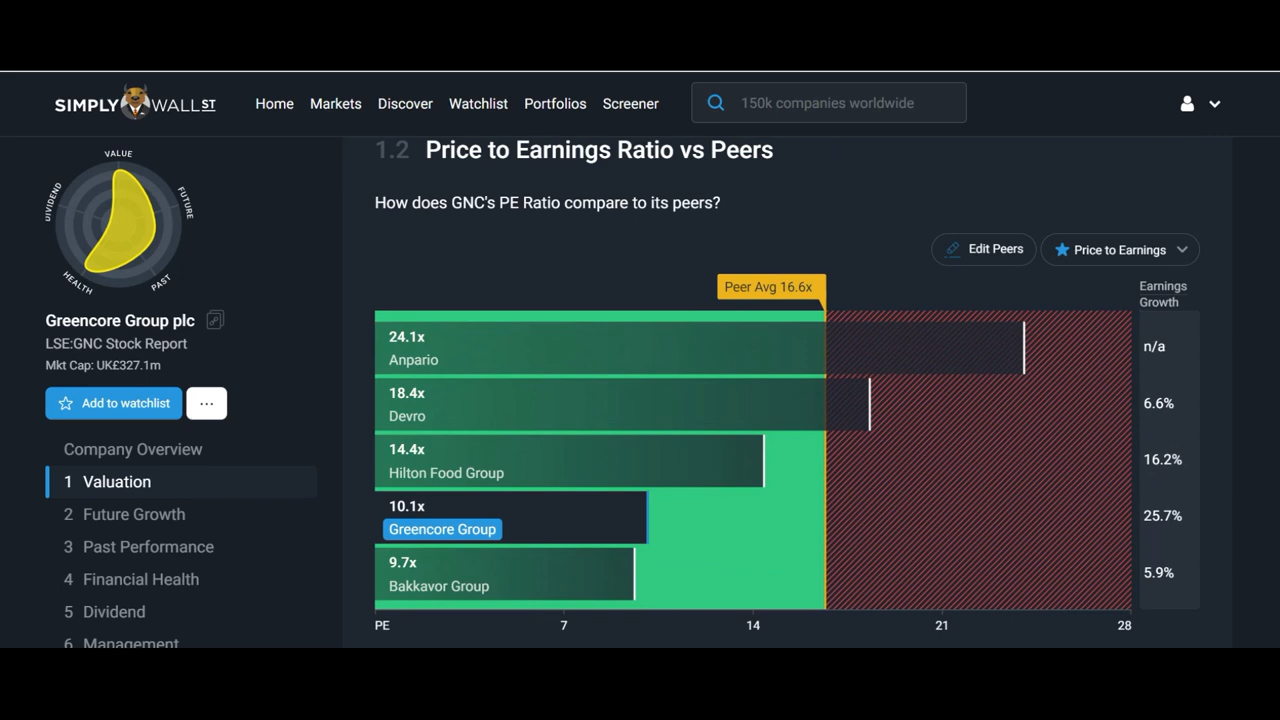 SIMPLY WALL ST
Home Markets Discover Watchlist Portfolios Screener
150k companies worldwide
VALUE
FUTURE
PAST
HEALTH
DIVIDEND
Greencore Group plc
LSE:GNC Stock Report
Mkt Cap: UK£327.1m
Add to watchlist
...
Company Overview
1 Valuation
2 Future Growth
3 Past Performance
4 Financial Health
5 Dividend
6 Management
1.2 Price to Earnings Ratio vs Peers
How does GNC's PE Ratio compare to its peers?
Edit Peers
Price to Earnings
Peer Avg 16.6x
Earnings
Growth
24.1x
Anpario
n/a
18.4x
Devro
6.6%
14.4x
Hilton Food Group
16.2%
10.1x
Greencore Group
25.7%
9.7x
Bakkavor Group
5.9%
PE 7 14 21 28